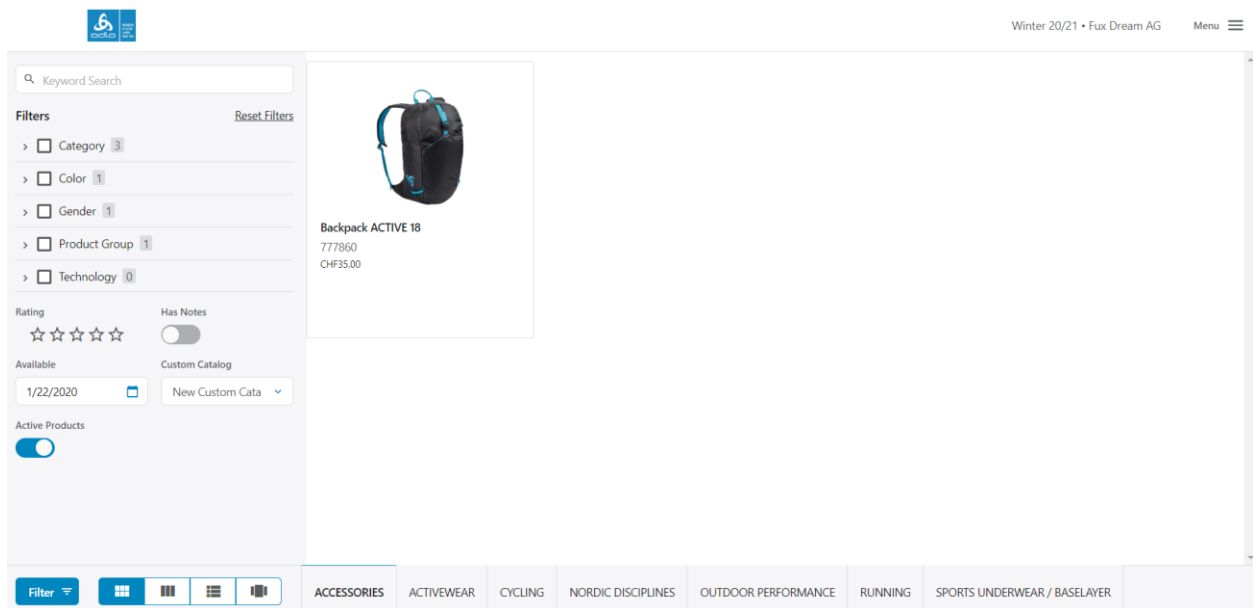 odlo
Winter 20/21 • Fux Dream AG
Menu
Keyword Search
Filters
Reset Filters
Category 3
Color 1
Gender 1
Product Group 1
Technology 0
Rating
Has Notes
Available
Custom Catalog
1/22/2020
New Custom Cata
Active Products
Backpack ACTIVE 18
777860
CHF35.00
Filter
ACCESSORIES
ACTIVEWEAR
CYCLING
NORDIC DISCIPLINES
OUTDOOR PERFORMANCE
RUNNING
SPORTS UNDERWEAR / BASELAYER